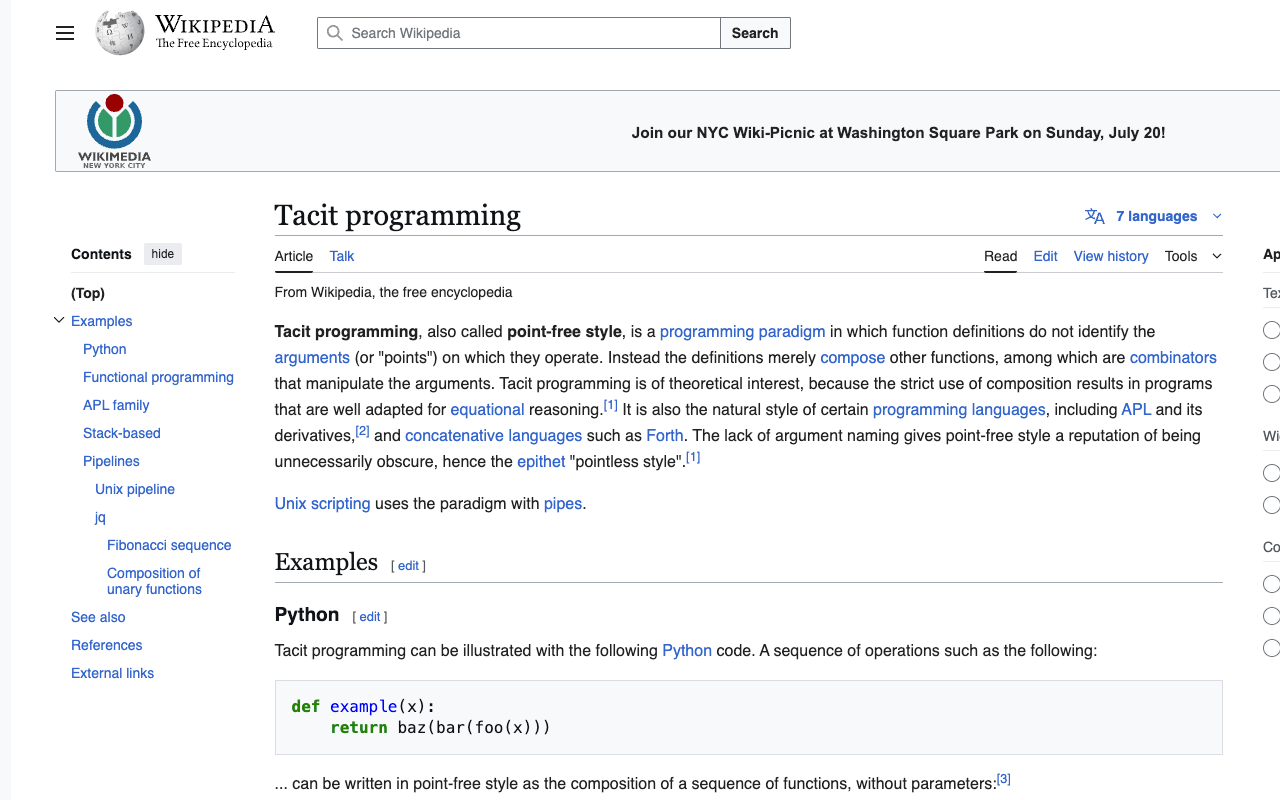 WIKIPEDIA
The Free Encyclopedia
Search Wikipedia
Search
WIKIMEDIA
NEW YORK CITY
Join our NYC Wiki-Picnic at Washington Square Park on Sunday, July 20!
Tacit programming
7 languages
Contents hide
Article Talk
Read Edit View history Tools
From Wikipedia, the free encyclopedia
(Top)
Examples
Python
Functional programming
APL family
Stack-based
Pipelines
Unix pipeline
jq
Fibonacci sequence
Composition of
unary functions
See also
References
External links
Tacit programming, also called point-free style, is a programming paradigm in which function definitions do not identify the
arguments (or "points") on which they operate. Instead the definitions merely compose other functions, among which are combinators
that manipulate the arguments. Tacit programming is of theoretical interest, because the strict use of composition results in programs
that are well adapted for equational reasoning.[1] It is also the natural style of certain programming languages, including APL and its
derivatives,[2] and concatenative languages such as Forth. The lack of argument naming gives point-free style a reputation of being
unnecessarily obscure, hence the epithet "pointless style".[1]
Unix scripting uses the paradigm with pipes.
Examples [ edit ]
Python [ edit ]
Tacit programming can be illustrated with the following Python code. A sequence of operations such as the following:
def example(x):
    return baz(bar(foo(x)))
... can be written in point-free style as the composition of a sequence of functions, without parameters:[3]